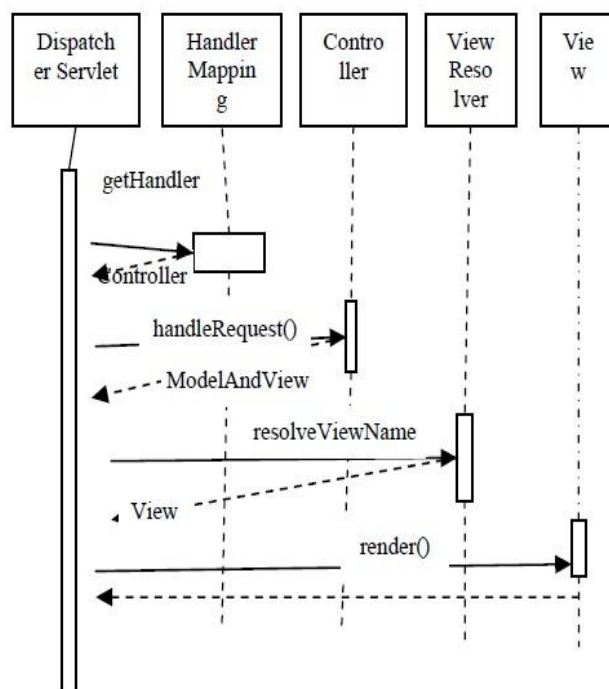 Dispatch
er Servlet
Handler
Mappin
g
Contro
ller
View
Reso
lver
Vie
w
getHandler
Controller
handleRequest()
ModelAndView
resolveViewName
View
render()